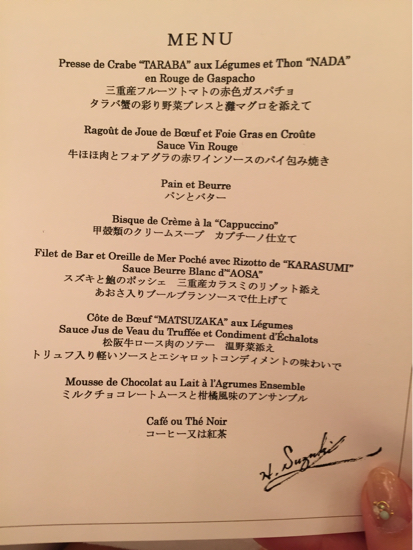 MENU
Presse de Crabe “TARABA” aux Légumes et Thon “NADA”
en Rouge de Gaspacho
三重産フルーツトマトの赤色ガスパチョ
タラバ蟹の彩り野菜プレスと灘マグロを添えて
Ragoût de Joue de Bœuf et Foie Gras en Croûte
Sauce Vin Rouge
牛ほほ肉とフォアグラの赤ワインソースのパイ包み焼き
Pain et Beurre
パンとバター
Bisque de Crème à la “Cappuccino”
甲殻類のクリームスープ　カプチーノ仕立て
Filet de Bar et Oreille de Mer Poché avec Rizotto de “KARASUMI”
Sauce Beurre Blanc d'“AOSA”
スズキと鮑のポッシェ　三重産カラスミのリゾット添え
あおさ入りブールブランソースで仕上げて
Côte de Bœuf “MATSUZAKA” aux Légumes
Sauce Jus de Veau du Truffée et Condiment d'Échalots
松阪牛ロース肉のソテー　温野菜添え
トリュフ入り軽いソースとエシャロットコンディメントの味わいで
Mousse de Chocolat au Lait à l'Agrumes Ensemble
ミルクチョコレートムースと柑橘風味のアンサンブル
Café ou Thé Noir
コーヒー又は紅茶
H. Suzuki